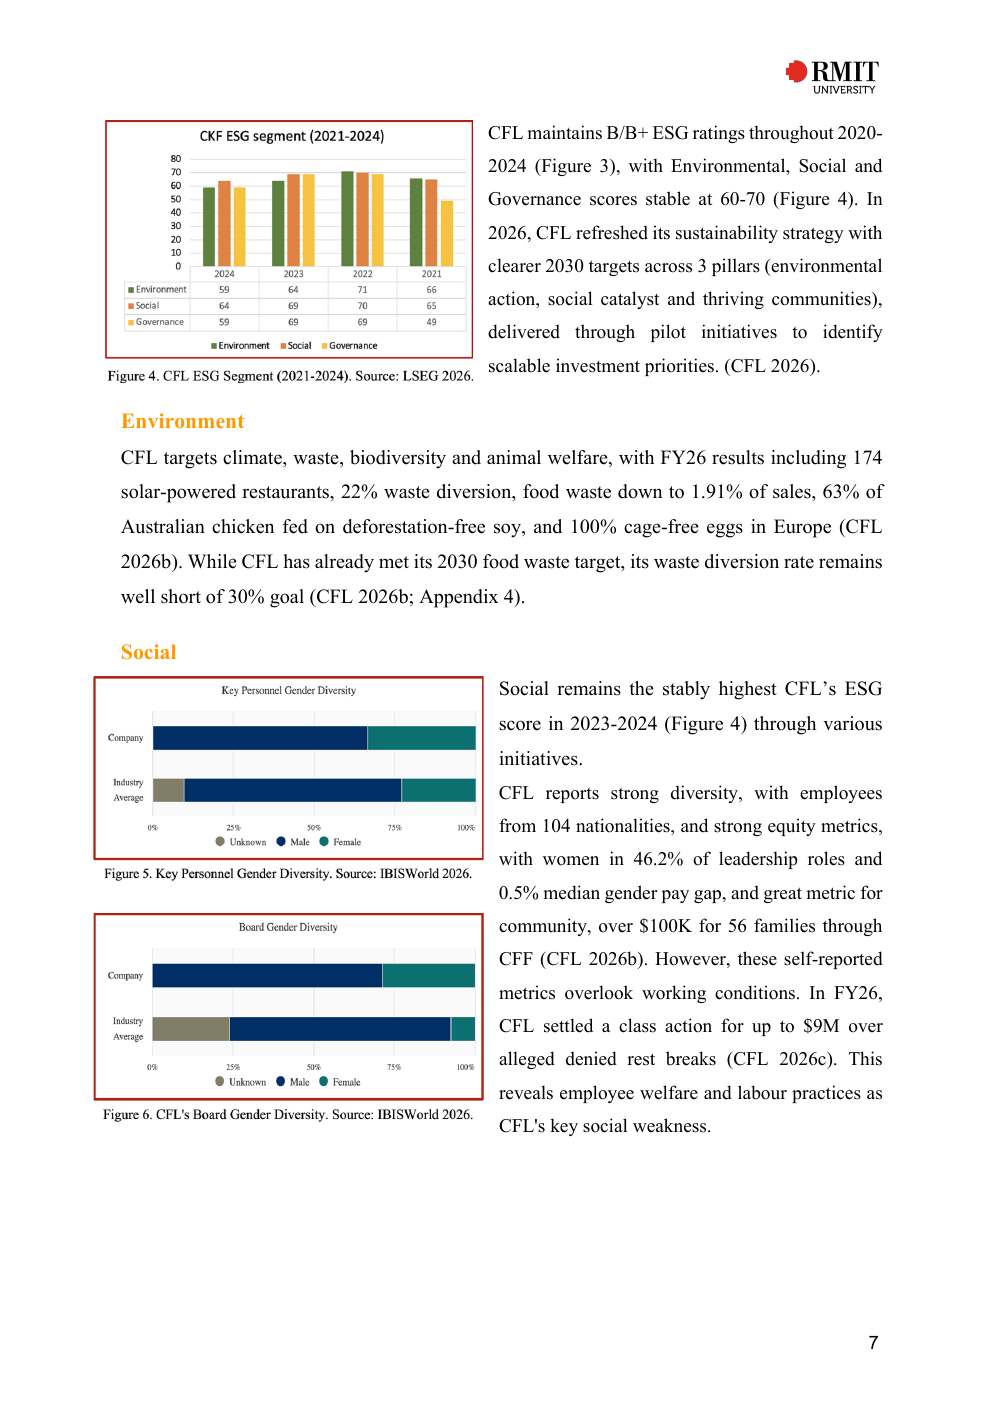 RMIT
UNIVERSITY
CKF ESG segment (2021-2024)
80
70
60
50
40
30
20
10
0
2024 2023 2022 2021
Environment 59 64 71 66
Social 64 69 70 65
Governance 59 69 69 49
Environment Social Governance
Figure 4. CFL ESG Segment (2021-2024). Source: LSEG 2026.
CFL maintains B/B+ ESG ratings throughout 2020-
2024 (Figure 3), with Environmental, Social and
Governance scores stable at 60-70 (Figure 4). In
2026, CFL refreshed its sustainability strategy with
clearer 2030 targets across 3 pillars (environmental
action, social catalyst and thriving communities),
delivered through pilot initiatives to identify
scalable investment priorities. (CFL 2026).
Environment
CFL targets climate, waste, biodiversity and animal welfare, with FY26 results including 174
solar-powered restaurants, 22% waste diversion, food waste down to 1.91% of sales, 63% of
Australian chicken fed on deforestation-free soy, and 100% cage-free eggs in Europe (CFL
2026b). While CFL has already met its 2030 food waste target, its waste diversion rate remains
well short of 30% goal (CFL 2026b; Appendix 4).
Social
Key Personnel Gender Diversity
Company
Industry
Average
0% 25% 50% 75% 100%
Unknown Male Female
Figure 5. Key Personnel Gender Diversity. Source: IBISWorld 2026.
Board Gender Diversity
Company
Industry
Average
0% 25% 50% 75% 100%
Unknown Male Female
Figure 6. CFL's Board Gender Diversity. Source: IBISWorld 2026.
Social remains the stably highest CFL’s ESG
score in 2023-2024 (Figure 4) through various
initiatives.
CFL reports strong diversity, with employees
from 104 nationalities, and strong equity metrics,
with women in 46.2% of leadership roles and
0.5% median gender pay gap, and great metric for
community, over $100K for 56 families through
CFF (CFL 2026b). However, these self-reported
metrics overlook working conditions. In FY26,
CFL settled a class action for up to $9M over
alleged denied rest breaks (CFL 2026c). This
reveals employee welfare and labour practices as
CFL's key social weakness.
7